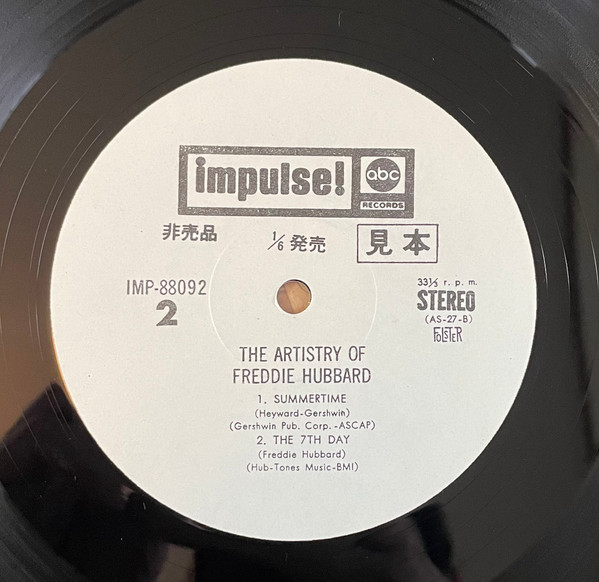 impulse!
abc
RECORDS
非売品
1/6 発売
見本
IMP-88092
2
33⅓ r. p. m.
STEREO
(AS-27-B)
FOLSTER
THE ARTISTRY OF
FREDDIE HUBBARD
1. SUMMERTIME
(Heyward-Gershwin)
(Gershwin Pub. Corp.-ASCAP)
2. THE 7TH DAY
(Freddie Hubbard)
(Hub-Tones Music-BMI)